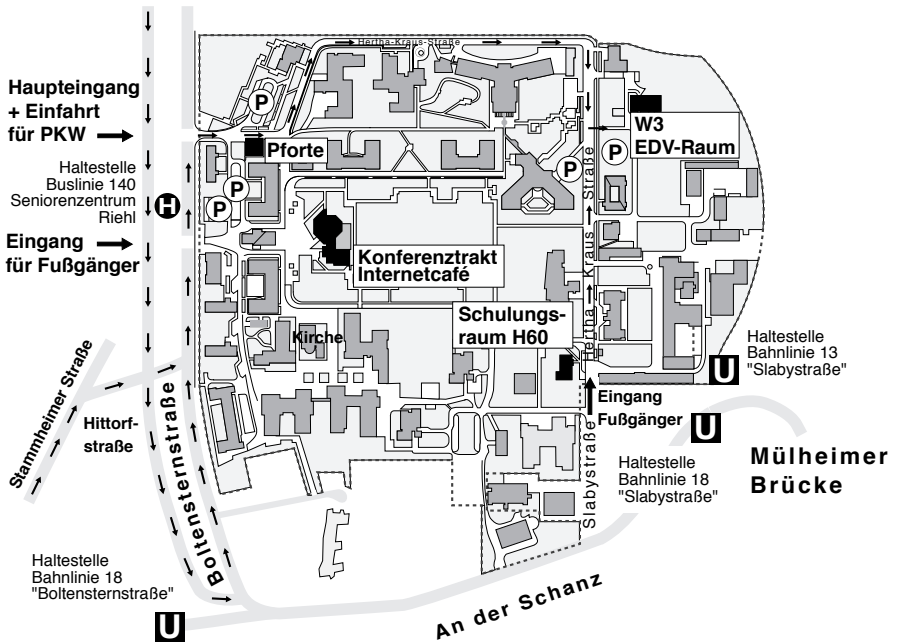 Hertha-Kraus-Straße
Haupteingang
+ Einfahrt
für PKW
P
Pforte
W3
EDV-Raum
P
P
P
P
Haltestelle
Buslinie 140
Seniorenzentrum
Riehl
H
Eingang
für Fußgänger
Konferenztrakt
Internetcafé
Hertha Kraus Straße
Schulungs-
raum H60
Kirche
Haltestelle
Bahnlinie 13
"Slabystraße"
U
Eingang
Fußgänger
U
Stammheimer Straße
Hittorf-
straße
Boltensternstraße
Slabystraße
Haltestelle
Bahnlinie 18
"Slabystraße"
Mülheimer
Brücke
Haltestelle
Bahnlinie 18
"Boltensternstraße"
U
An der Schanz